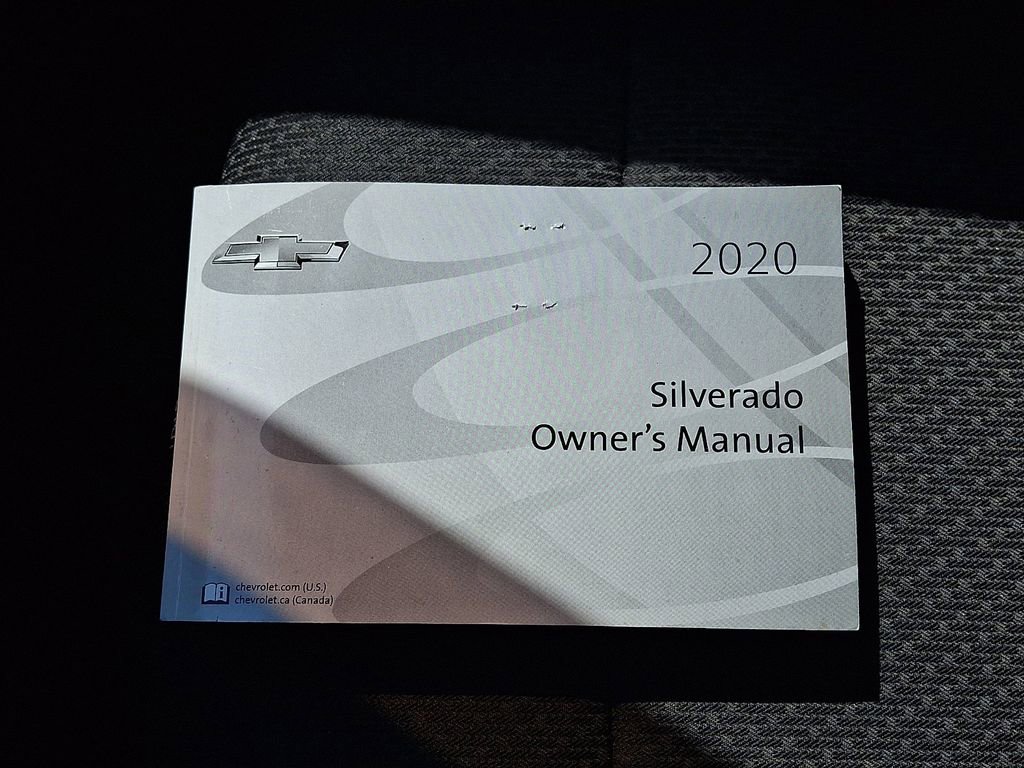 2020
Silverado
Owner's Manual
chevrolet.com (U.S.)
chevrolet.ca (Canada)